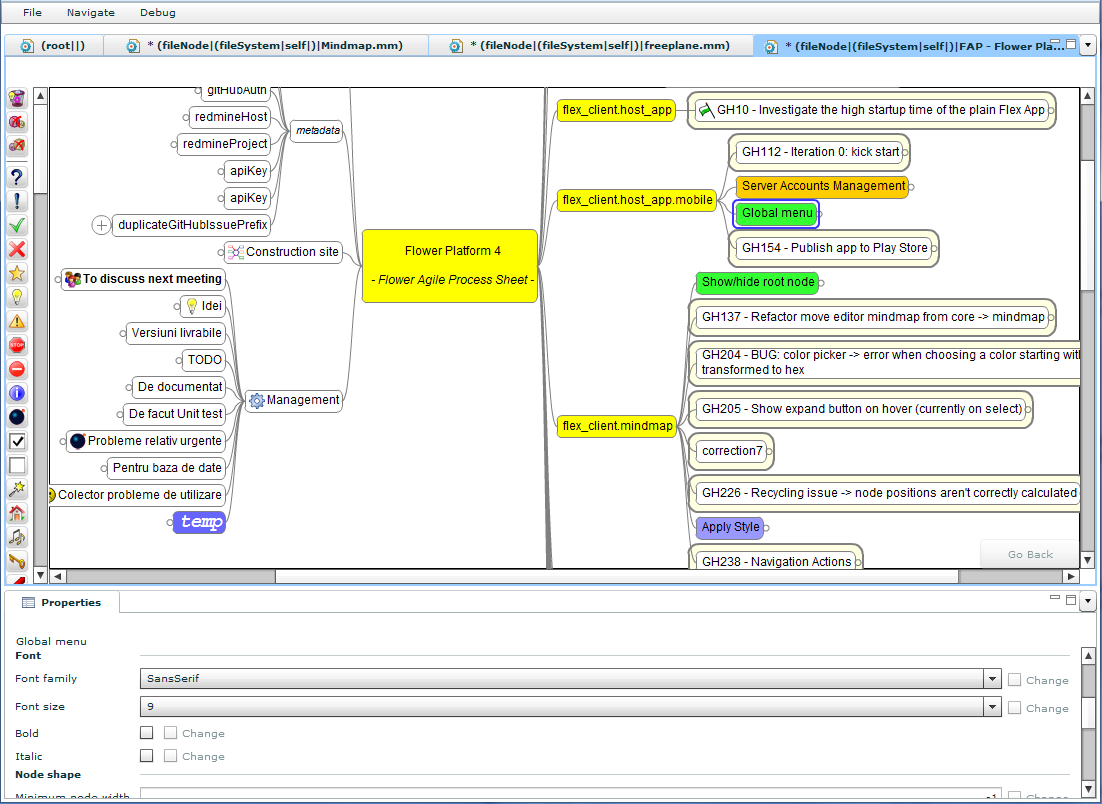 File Navigate Debug
(root||)
* (fileNode|(fileSystem|self|)|Mindmap.mm)
* (fileNode|(fileSystem|self|)|freeplane.mm)
* (fileNode|(fileSystem|self|)|FAP - Flower Pla...
gitHubAuth
redmineHost
redmineProject
apiKey
apiKey
duplicateGitHubIssuePrefix
metadata
Construction site
To discuss next meeting
Idei
Versiuni livrabile
TODO
De documentat
De facut Unit test
Probleme relativ urgente
Pentru baza de date
Colector probleme de utilizare
temp
Management
Flower Platform 4
- Flower Agile Process Sheet -
flex_client.host_app
GH10 - Investigate the high startup time of the plain Flex App
flex_client.host_app.mobile
GH112 - Iteration 0: kick start
Server Accounts Management
Global menu
GH154 - Publish app to Play Store
flex_client.mindmap
Show/hide root node
GH137 - Refactor move editor mindmap from core -> mindmap
GH204 - BUG: color picker -> error when choosing a color starting with
transformed to hex
GH205 - Show expand button on hover (currently on select)
correction7
GH226 - Recycling issue -> node positions aren't correctly calculated
Apply Style
GH238 - Navigation Actions
STOP
Go Back
Properties
Global menu
Font
Font family SansSerif Change
Font size 9 Change
Bold Change
Italic Change
Node shape
Minimum node width -1 Change